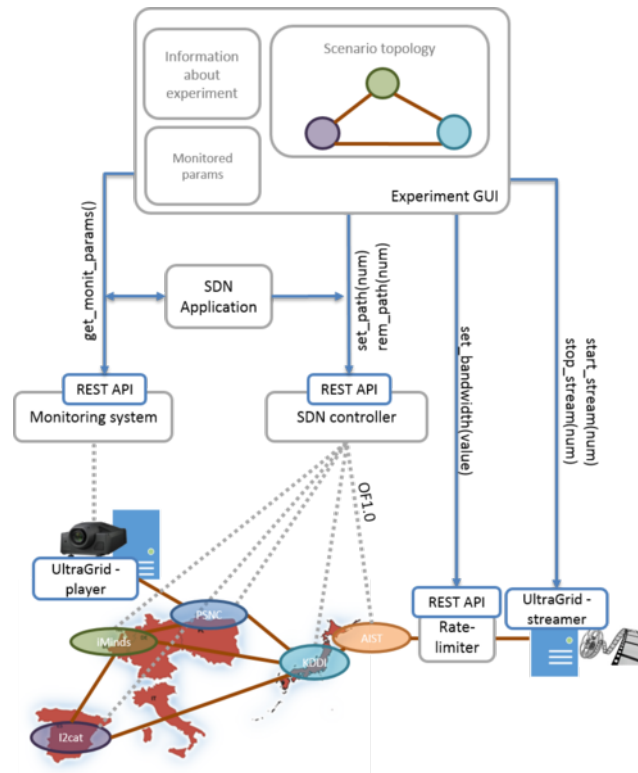 Information
about
experiment
Scenario topology
Monitored
params
Experiment GUI
get_monit_params()
SDN
Application
set_path(num)
rem_path(num)
set_bandwidth(value)
start_stream(num)
stop_stream(num)
REST API
Monitoring system
REST API
SDN controller
OF1.0
UltraGrid -
player
PSNC
iMinds
KDDI
AIST
I2cat
REST API
Rate-
limiter
UltraGrid -
streamer